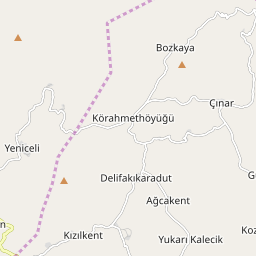 Bozkaya
Çınar
Körahmethöyüğü
Yeniceli
Delifakıkaradut
Ağcakent
Kızılkent
Yukarı Kalecik